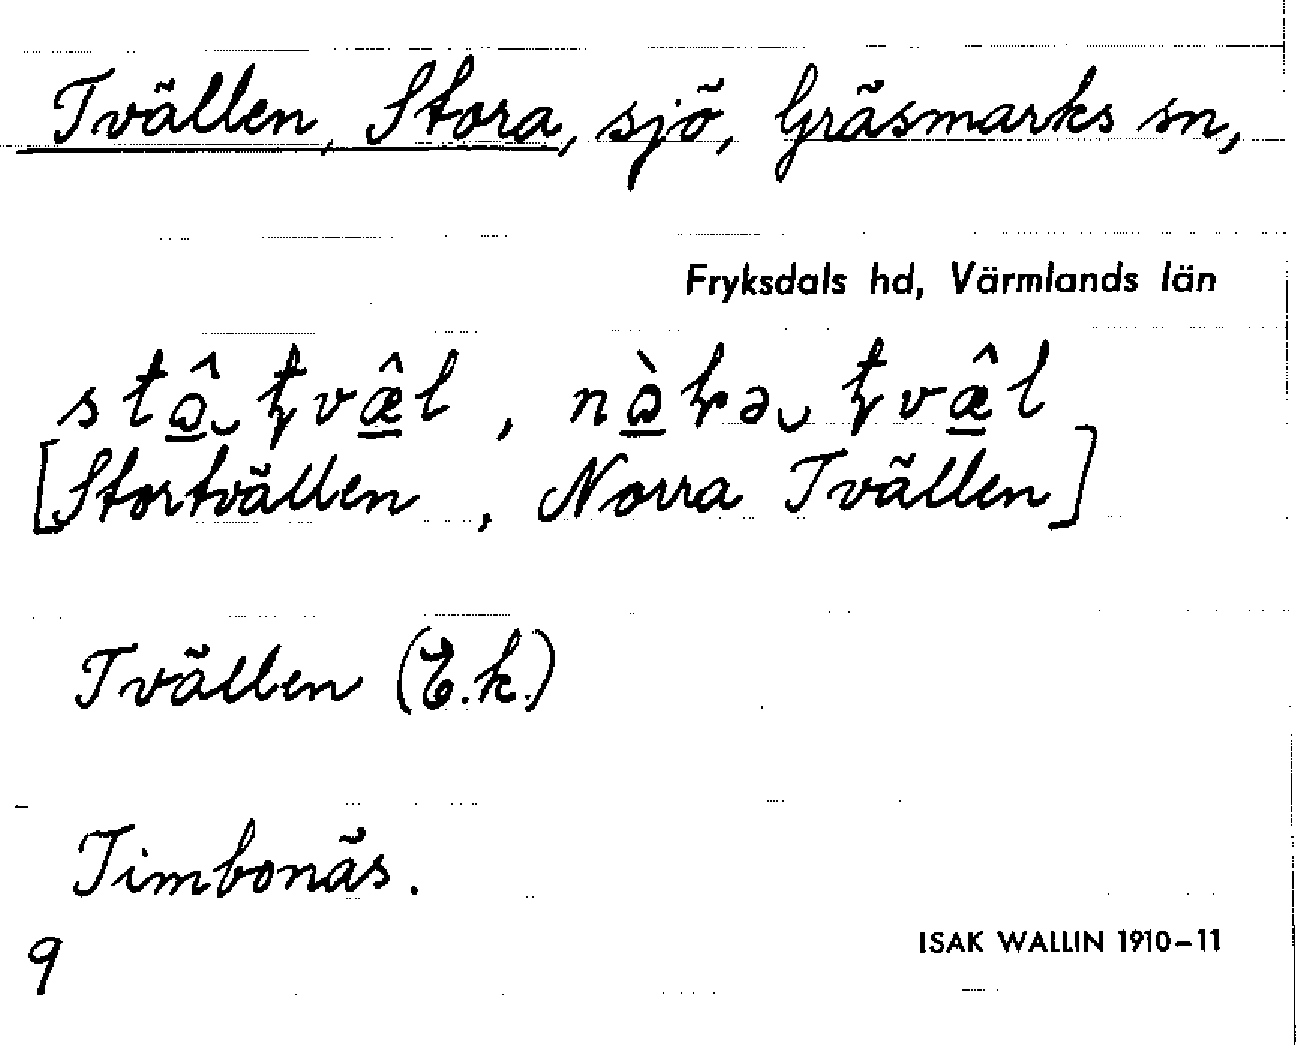 Tvällen, Stora, sjö, Gräsmarks sn,
Fryksdals hd, Värmlands län
[Stortvällen, Norra Tvällen]
Tvällen (E.k.)
Timbonäs.
9
ISAK WALLIN 1910–11